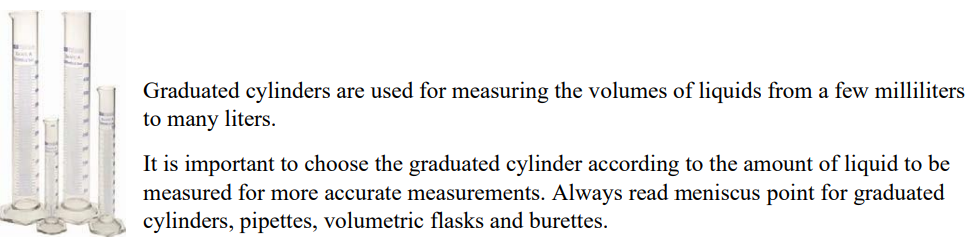 Graduated cylinders are used for measuring the volumes of liquids from a few milliliters
to many liters.
It is important to choose the graduated cylinder according to the amount of liquid to be
measured for more accurate measurements. Always read meniscus point for graduated
cylinders, pipettes, volumetric flasks and burettes.